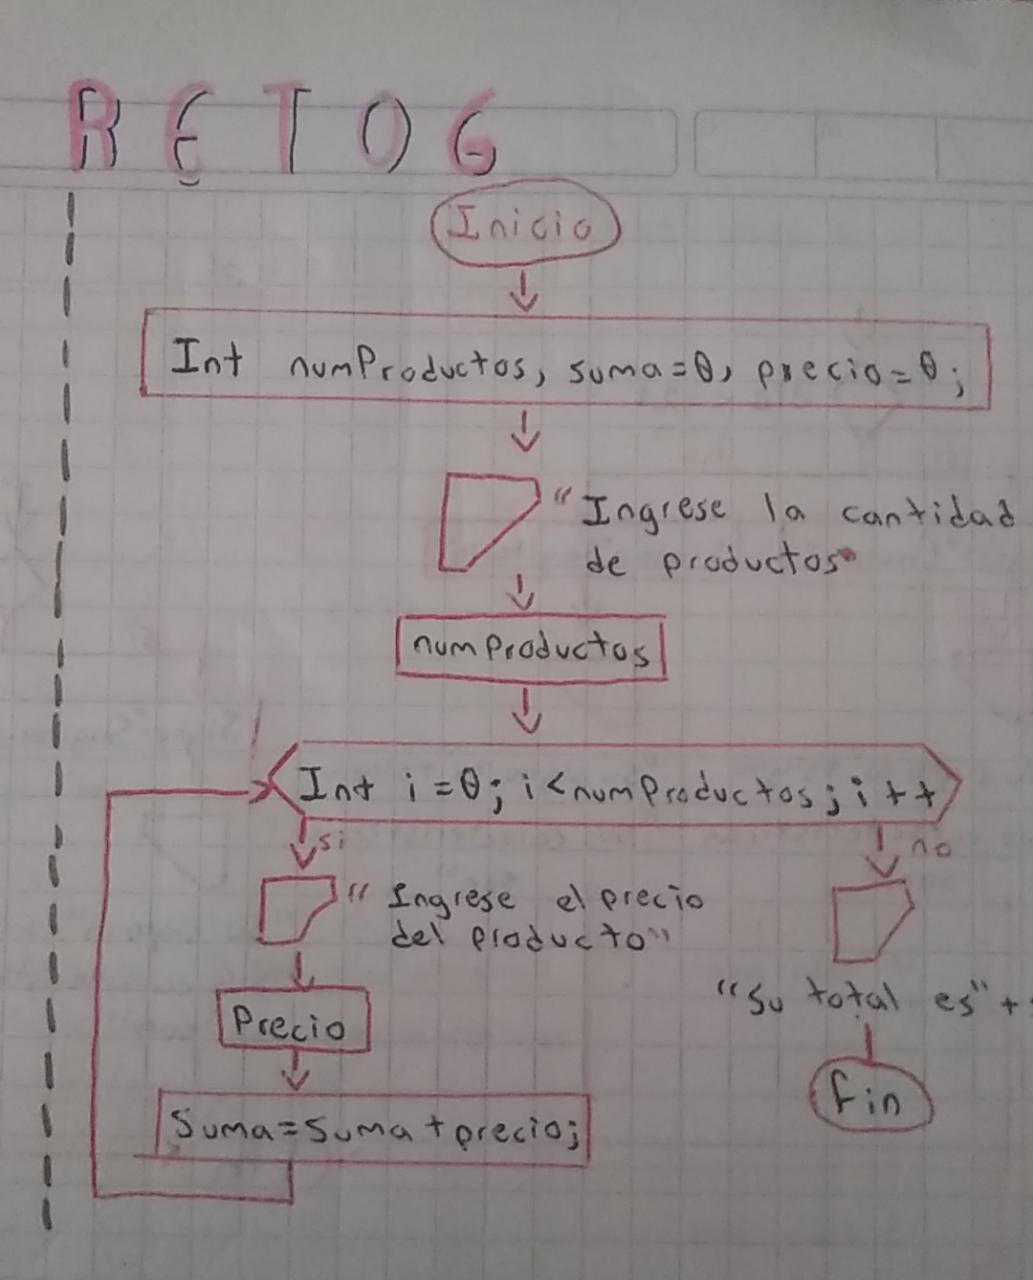 RETO 6
Inicio
Int numProductos, suma=0, precio=0;
"Ingrese la cantidad
de productos"
numProductos
Int i=0; i<numProductos; i++
si
no
"Ingrese el precio
del producto"
Precio
"Su total es"+
Suma=suma+precio;
Fin